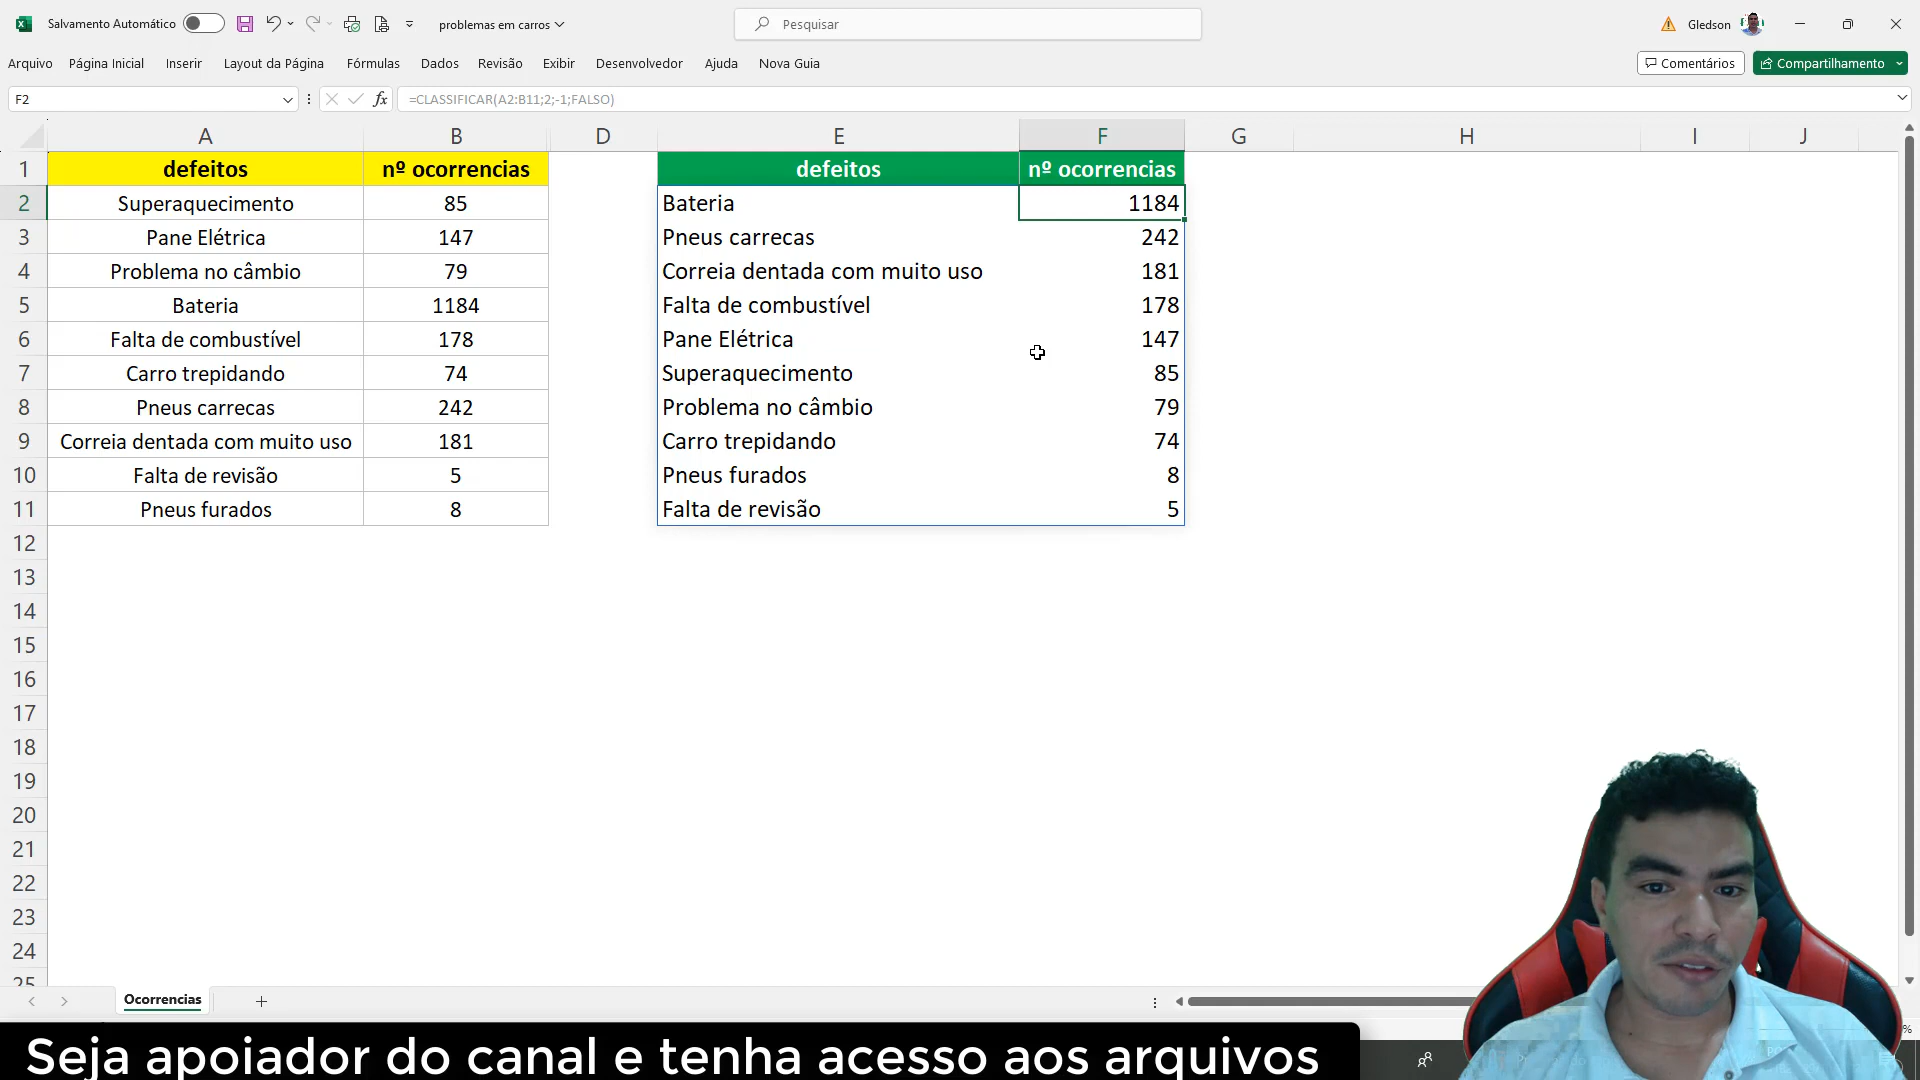 Salvamento Automático
problemas em carros
Pesquisar
Gledson
Arquivo Página Inicial Inserir Layout da Página Fórmulas Dados Revisão Exibir Desenvolvedor Ajuda Nova Guia
Comentários
Compartilhamento
F2
fx
=CLASSIFICAR(A2:B11;2;-1;FALSO)
A B D E F G H I J
1 defeitos nº ocorrencias defeitos nº ocorrencias
2 Superaquecimento 85 Bateria 1184
3 Pane Elétrica 147 Pneus carrecas 242
4 Problema no câmbio 79 Correia dentada com muito uso 181
5 Bateria 1184 Falta de combustível 178
6 Falta de combustível 178 Pane Elétrica 147
7 Carro trepidando 74 Superaquecimento 85
8 Pneus carrecas 242 Problema no câmbio 79
9 Correia dentada com muito uso 181 Carro trepidando 74
10 Falta de revisão 5 Pneus furados 8
11 Pneus furados 8 Falta de revisão 5
12
13
14
15
16
17
18
19
20
21
22
23
24
25
Ocorrencias
%
Seja apoiador do canal e tenha acesso aos arquivos